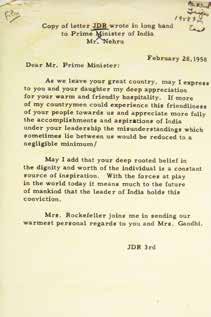 File
Copy of letter JDR wrote in long hand
to Prime Minister of India
Mr. Nehru
February 28, 1958
Dear Mr. Prime Minister:
As we leave your great country, may I express
to you and your daughter my deep appreciation
for your warm and friendly hospitality. If more
of my countrymen could experience this friendliness
of your people towards us and appreciate more fully
the accomplishments and aspirations of India
under your leadership the misunderstandings which
sometimes lie between us would be reduced to a
negligible minimum/
May I add that your deep rooted belief in
the dignity and worth of the individual is a constant
source of inspiration. With the forces at play
in the world today it means much to the future
of mankind that the leader of India holds this
conviction.
Mrs. Rockefeller joins me in sending our
warmest personal regards to you and Mrs. Gandhi.
JDR 3rd